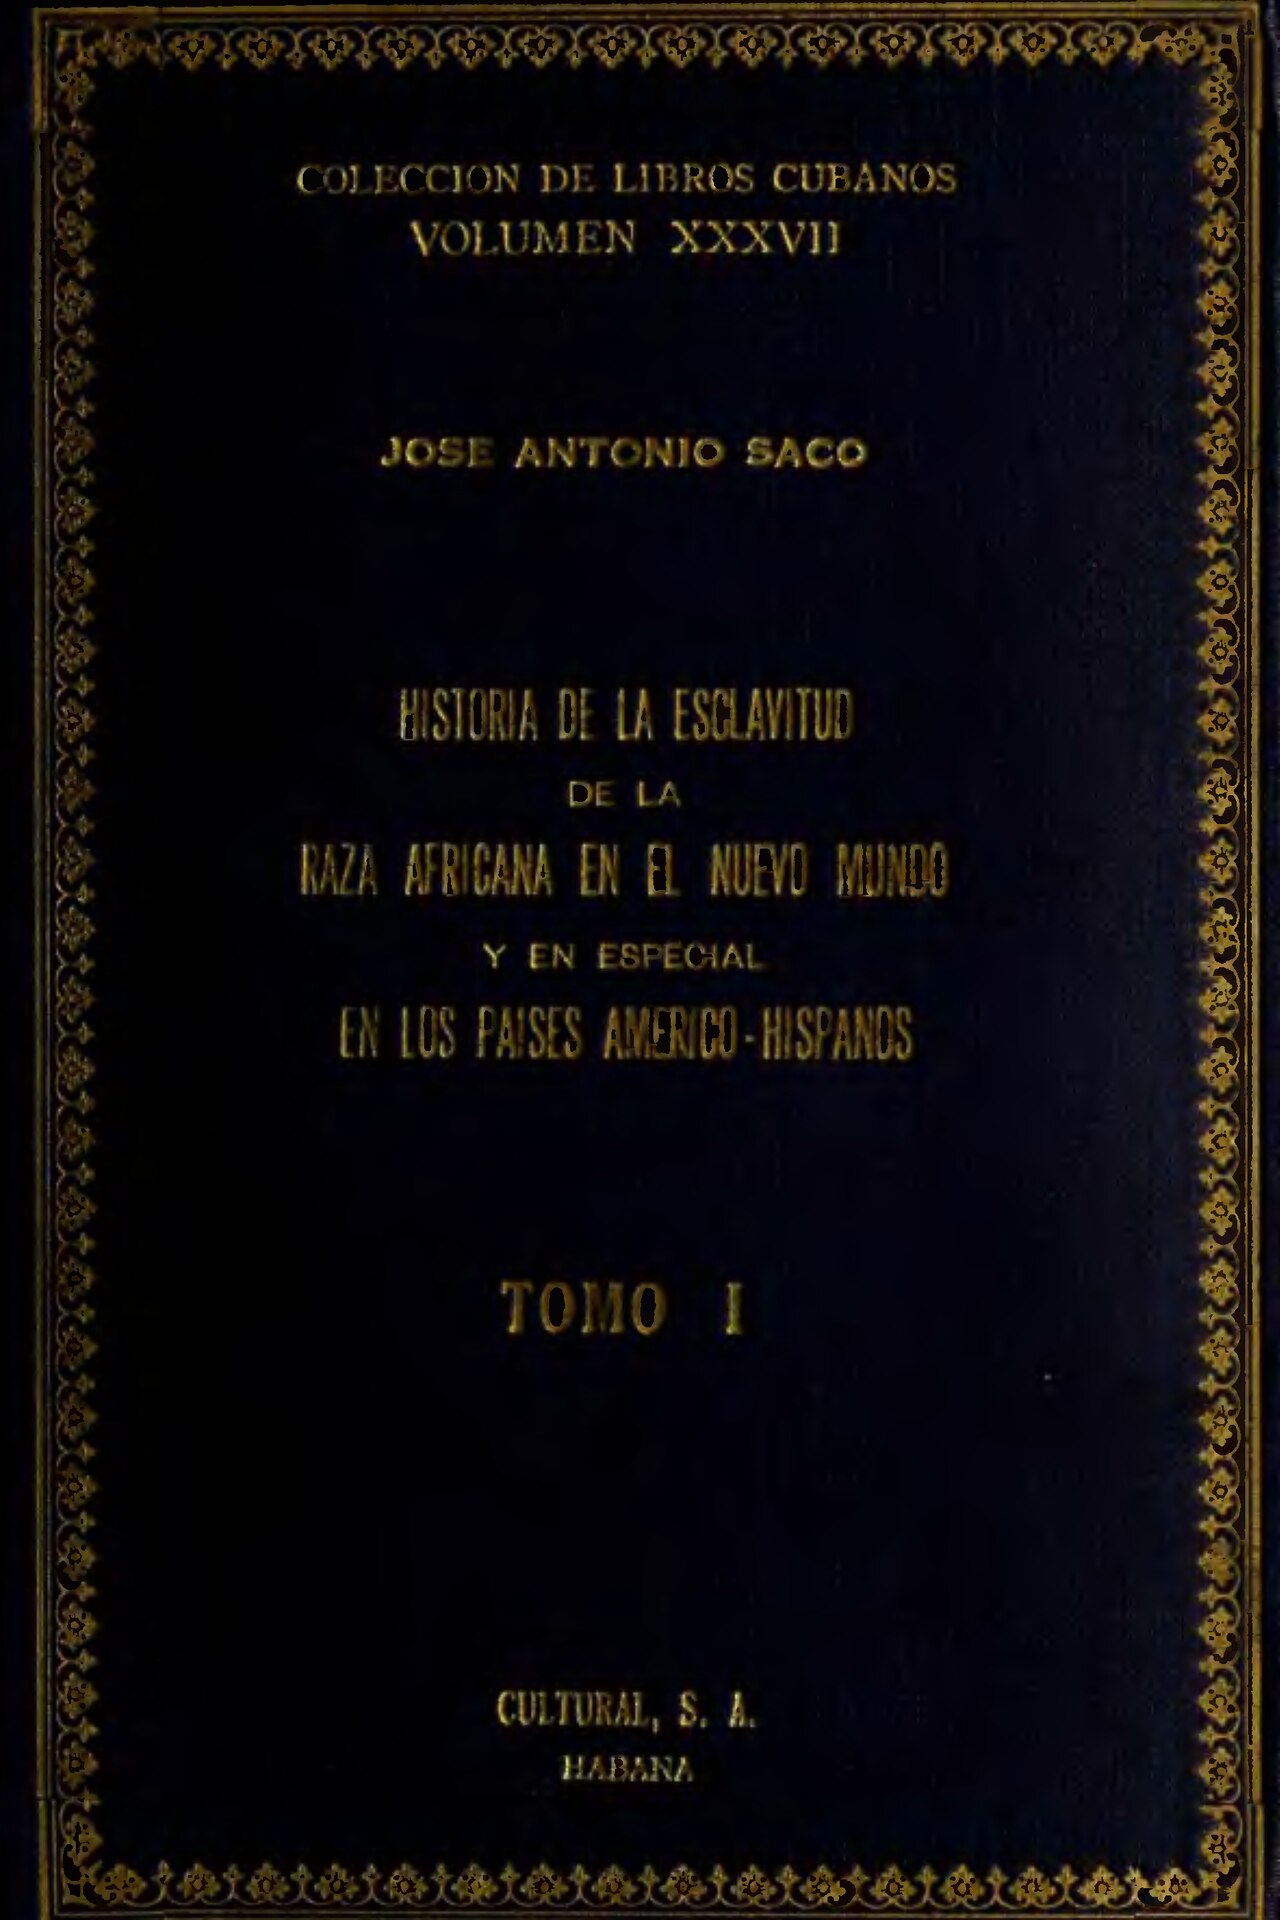 COLECCION DE LIBROS CUBANOS
VOLUMEN XXXVII
JOSE ANTONIO SACO
HISTORIA DE LA ESCLAVITUD
DE LA
RAZA AFRICANA EN EL NUEVO MUNDO
Y EN ESPECIAL
EN LOS PAISES AMERICO-HISPANOS
TOMO I
CULTURAL, S. A.
HABANA